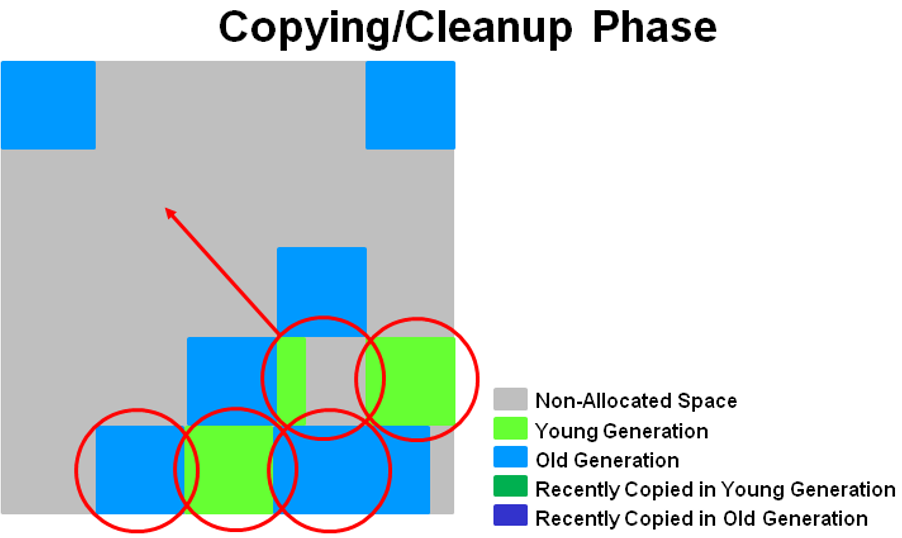 Copying/Cleanup Phase
Non-Allocated Space
Young Generation
Old Generation
Recently Copied in Young Generation
Recently Copied in Old Generation